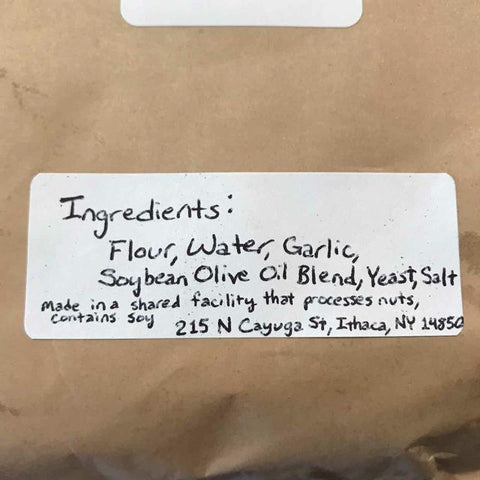 Ingredients:
Flour, Water, Garlic,
Soybean Olive Oil Blend, Yeast, Salt
Made in a shared facility that processes nuts,
contains soy
215 N Cayuga St, Ithaca, NY 14850